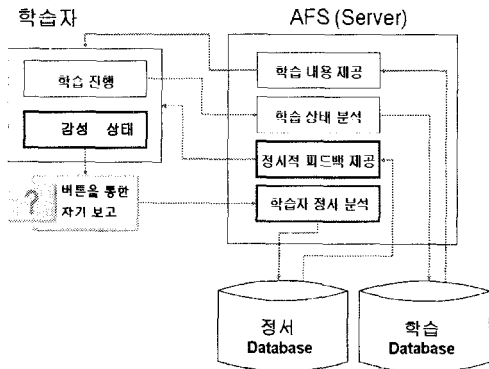 학습자
AFS (Server)
학습 진행
감성 상태
?
버튼을 통한
자기 보고
학습 내용 제공
학습 상태 분석
정서적 피드백 제공
학습자 정서 분석
정서
Database
학습
Database